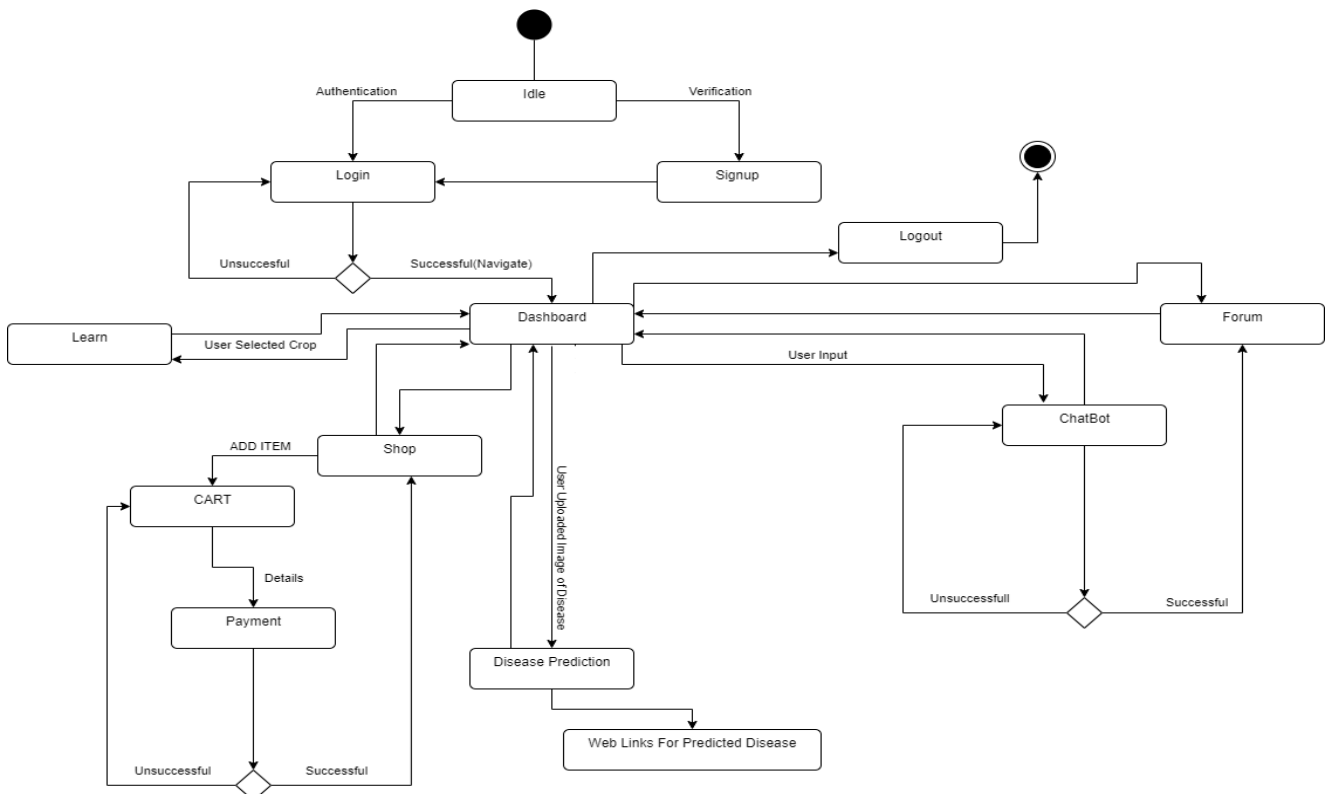 Idle
Authentication
Verification
Login
Signup
Logout
Unsuccesful
Successful(Navigate)
Dashboard
Forum
Learn
User Selected Crop
User Input
ChatBot
ADD ITEM
Shop
CART
User Uploaded Image of Disease
Details
Payment
Unsuccessfull
Successful
Disease Prediction
Web Links For Predicted Disease
Unsuccessful
Successful